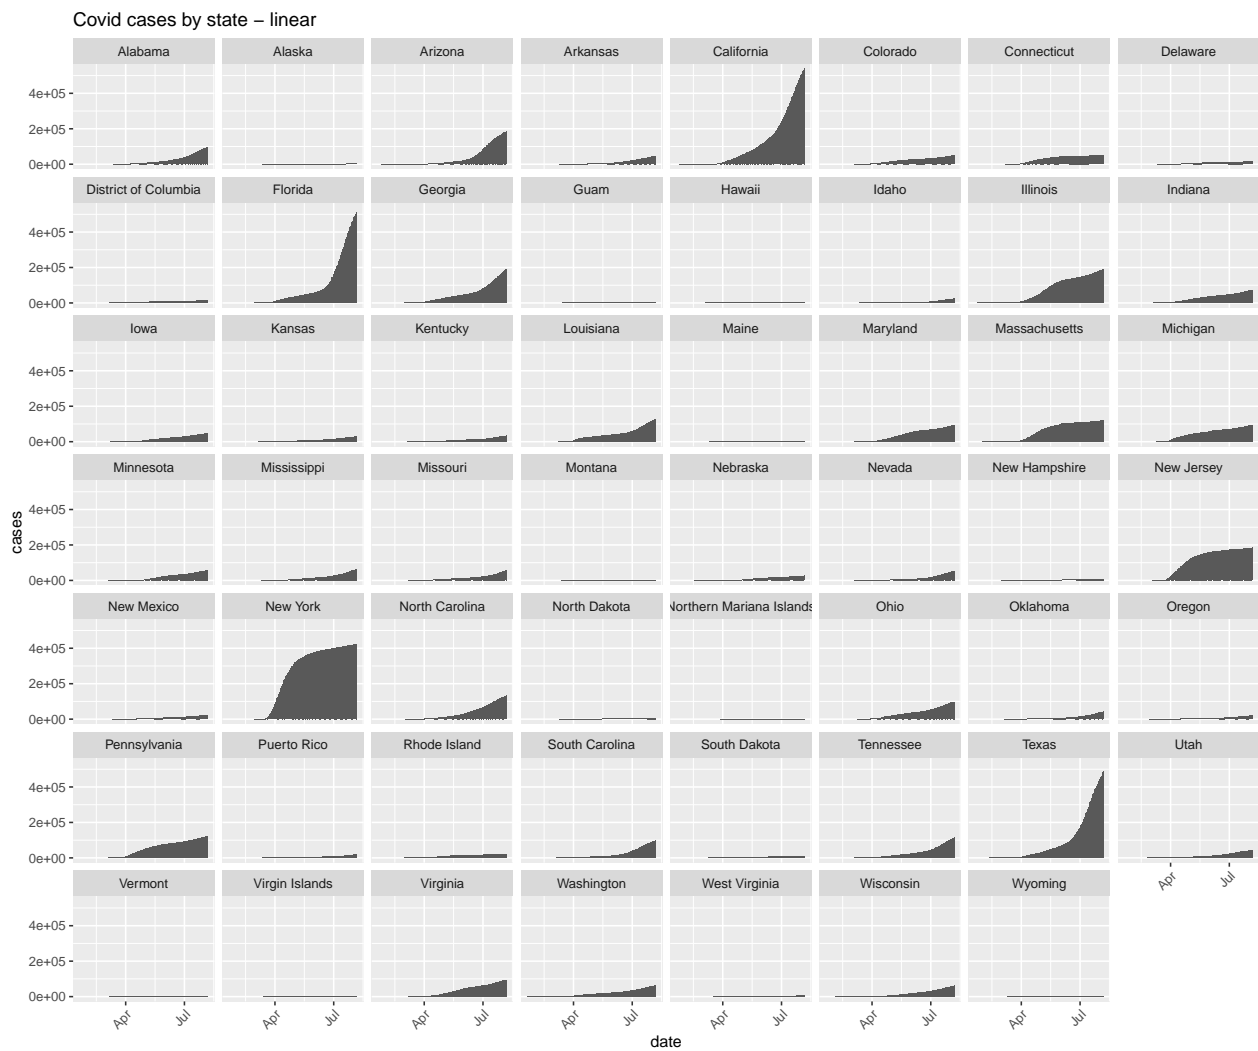 Covid cases by state – linear
Alabama Alaska Arizona Arkansas California Colorado Connecticut Delaware
4e+05
2e+05
0e+00
District of Columbia Florida Georgia Guam Hawaii Idaho Illinois Indiana
4e+05
2e+05
0e+00
Iowa Kansas Kentucky Louisiana Maine Maryland Massachusetts Michigan
4e+05
2e+05
0e+00
Minnesota Mississippi Missouri Montana Nebraska Nevada New Hampshire New Jersey
4e+05
2e+05
0e+00
cases
New Mexico New York North Carolina North Dakota Northern Mariana Islands Ohio Oklahoma Oregon
4e+05
2e+05
0e+00
Pennsylvania Puerto Rico Rhode Island South Carolina South Dakota Tennessee Texas Utah
4e+05
2e+05
0e+00
Apr Jul
Vermont Virgin Islands Virginia Washington West Virginia Wisconsin Wyoming
4e+05
2e+05
0e+00
Apr Jul Apr Jul Apr Jul Apr Jul Apr Jul Apr Jul Apr Jul
date